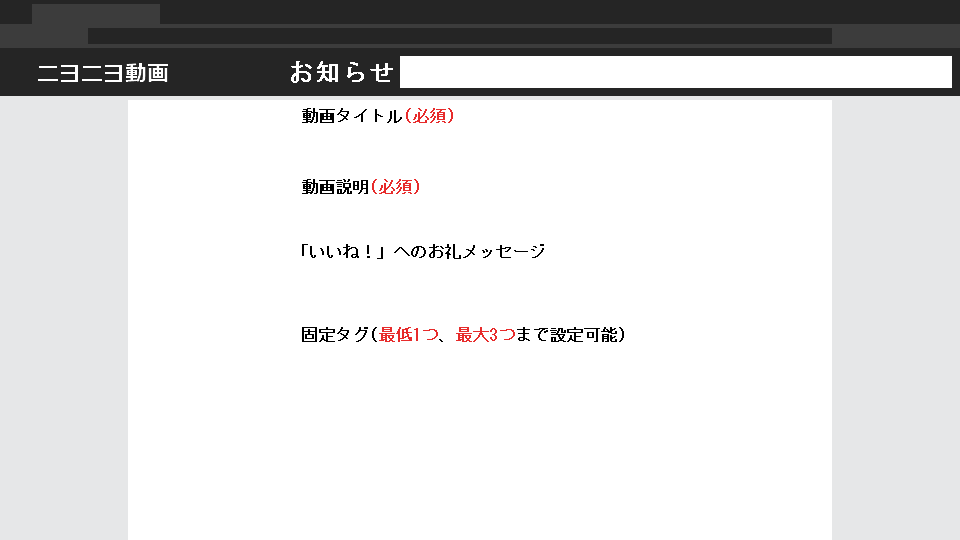 ニヨニヨ動画
お知らせ
動画タイトル(必須)
動画説明(必須)
「いいね！」へのお礼メッセージ
固定タグ(最低1つ、最大3つまで設定可能)